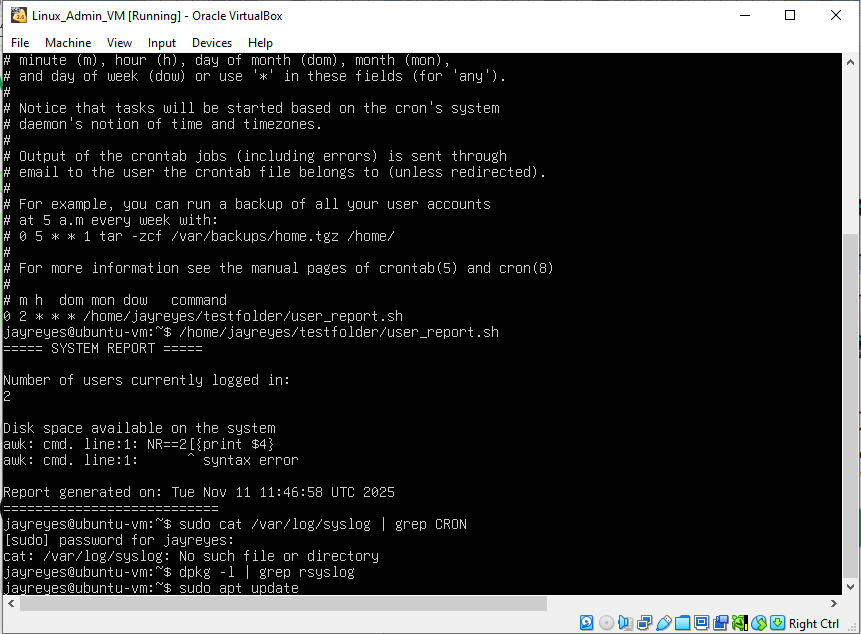 Linux_Admin_VM [Running] - Oracle VirtualBox
File Machine View Input Devices Help
# minute (m), hour (h), day of month (dom), month (mon),
# and day of week (dow) or use '*' in these fields (for 'any').
#
# Notice that tasks will be started based on the cron's system
# daemon's notion of time and timezones.
#
# Output of the crontab jobs (including errors) is sent through
# email to the user the crontab file belongs to (unless redirected).
#
# For example, you can run a backup of all your user accounts
# at 5 a.m every week with:
# 0 5 * * 1 tar -zcf /var/backups/home.tgz /home/
#
# For more information see the manual pages of crontab(5) and cron(8)
#
# m h  dom mon dow   command
0 2 * * * /home/jayreyes/testfolder/user_report.sh
jayreyes@ubuntu-vm:~$ /home/jayreyes/testfolder/user_report.sh
===== SYSTEM REPORT =====
Number of users currently logged in:
2
Disk space available on the system
awk: cmd. line:1: NR==2[{print $4}
awk: cmd. line:1:      ^ syntax error
Report generated on: Tue Nov 11 11:46:58 UTC 2025
===========================
jayreyes@ubuntu-vm:~$ sudo cat /var/log/syslog | grep CRON
[sudo] password for jayreyes:
cat: /var/log/syslog: No such file or directory
jayreyes@ubuntu-vm:~$ dpkg -l | grep rsyslog
jayreyes@ubuntu-vm:~$ sudo apt update
Right Ctrl